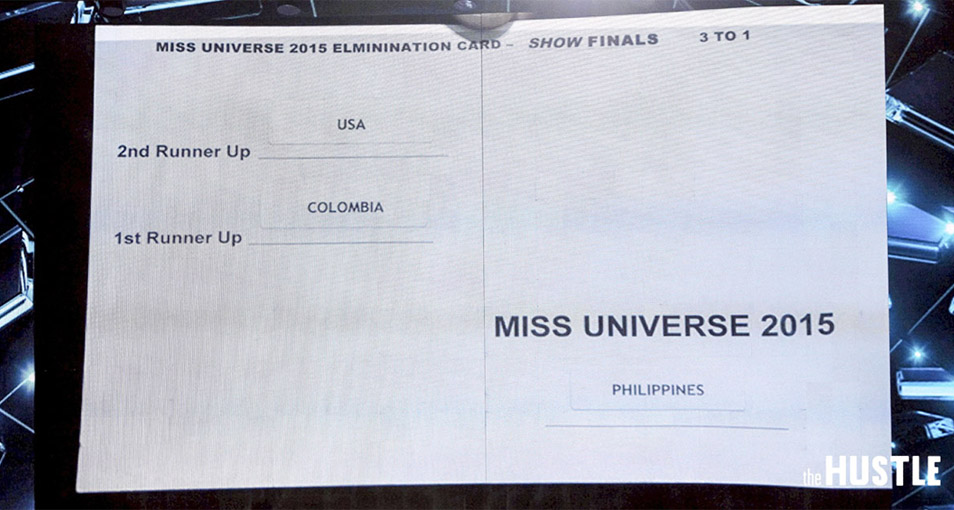 MISS UNIVERSE 2015 ELMININATION CARD – SHOW FINALS 3 TO 1
USA
2nd Runner Up
COLOMBIA
1st Runner Up
MISS UNIVERSE 2015
PHILIPPINES
the HUSTLE